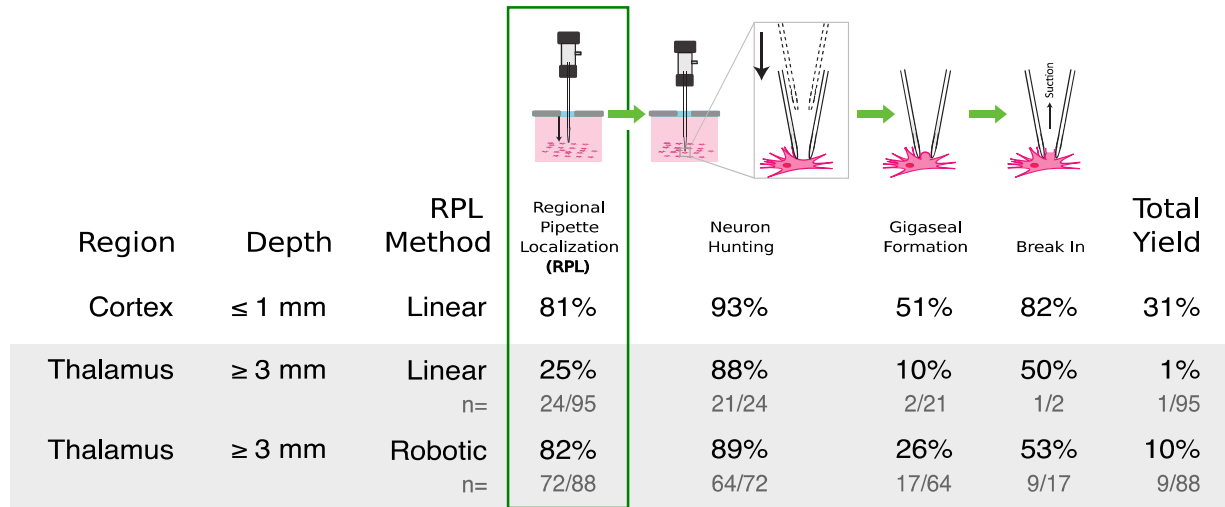 Suction
Region
Depth
RPL
Method
Regional
Pipette
Localization
(RPL)
Neuron
Hunting
Gigaseal
Formation
Break In
Total
Yield
Cortex ≤ 1 mm Linear 81% 93% 51% 82% 31%
Thalamus ≥ 3 mm Linear 25% 88% 10% 50% 1%
n= 24/95 21/24 2/21 1/2 1/95
Thalamus ≥ 3 mm Robotic 82% 89% 26% 53% 10%
n= 72/88 64/72 17/64 9/17 9/88